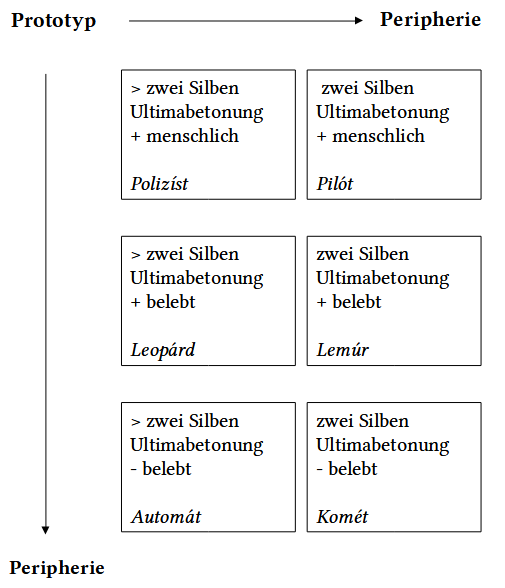 Prototyp
Peripherie
> zwei Silben
Ultimabetonung
+ menschlich
Polizíst
zwei Silben
Ultimabetonung
+ menschlich
Pilót
> zwei Silben
Ultimabetonung
+ belebt
Leopárd
zwei Silben
Ultimabetonung
+ belebt
Lemúr
> zwei Silben
Ultimabetonung
- belebt
Automát
zwei Silben
Ultimabetonung
- belebt
Komét
Peripherie